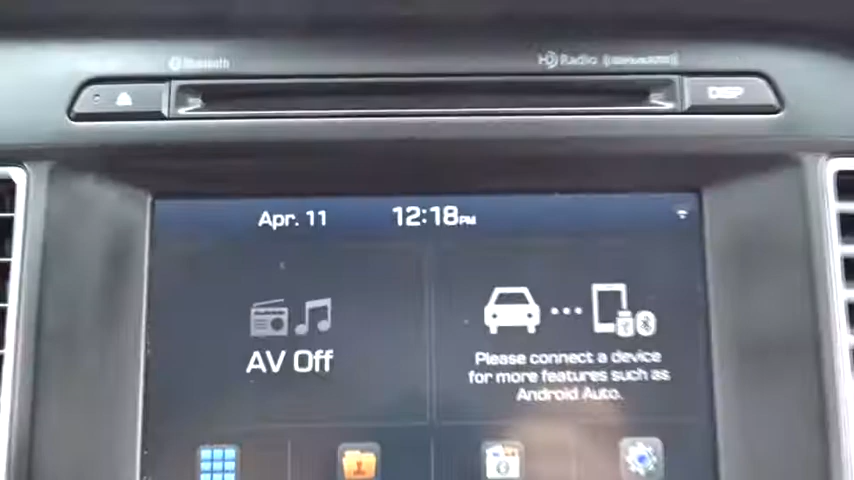 Bluetooth
HD Radio (((SiriusXM)))
DISP
Apr. 11
12:18PM
AV Off
Please connect a device
for more features such as
Android Auto.